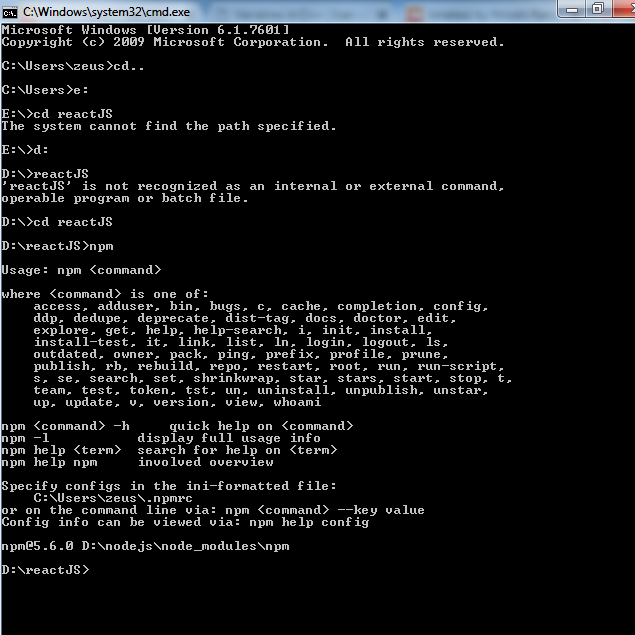 C:\Windows\system32\cmd.exe
Microsoft Windows [Version 6.1.7601]
Copyright (c) 2009 Microsoft Corporation.  All rights reserved.
C:\Users\zeus>cd..
C:\Users>e:
E:\>cd reactJS
The system cannot find the path specified.
E:\>d:
D:\>reactJS
'reactJS' is not recognized as an internal or external command,
operable program or batch file.
D:\>cd reactJS
D:\reactJS>npm
Usage: npm <command>
where <command> is one of:
    access, adduser, bin, bugs, c, cache, completion, config,
    ddp, dedupe, deprecate, dist-tag, docs, doctor, edit,
    explore, get, help, help-search, i, init, install,
    install-test, it, link, list, ln, login, logout, ls,
    outdated, owner, pack, ping, prefix, profile, prune,
    publish, rb, rebuild, repo, restart, root, run, run-script,
    s, se, search, set, shrinkwrap, star, stars, start, stop, t,
    team, test, token, tst, un, uninstall, unpublish, unstar,
    up, update, v, version, view, whoami
npm <command> -h     quick help on <command>
npm -l           display full usage info
npm help <term>  search for help on <term>
npm help npm     involved overview
Specify configs in the ini-formatted file:
    C:\Users\zeus\.npmrc
or on the command line via: npm <command> --key value
Config info can be viewed via: npm help config
npm@5.6.0 D:\nodejs\node_modules\npm
D:\reactJS>